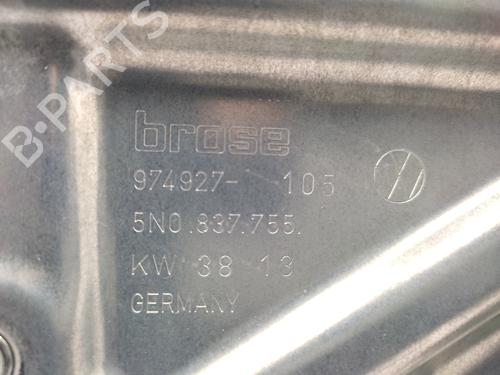 B-PARTS
brose
974927- 105
5N0.837.755.
KW 38 13
GERMANY